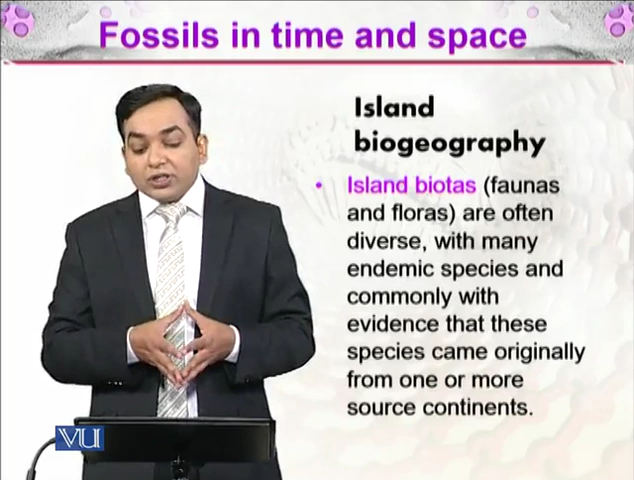 Fossils in time and space
Island
biogeography
• Island biotas (faunas
and floras) are often
diverse, with many
endemic species and
commonly with
evidence that these
species came originally
from one or more
source continents.
VU